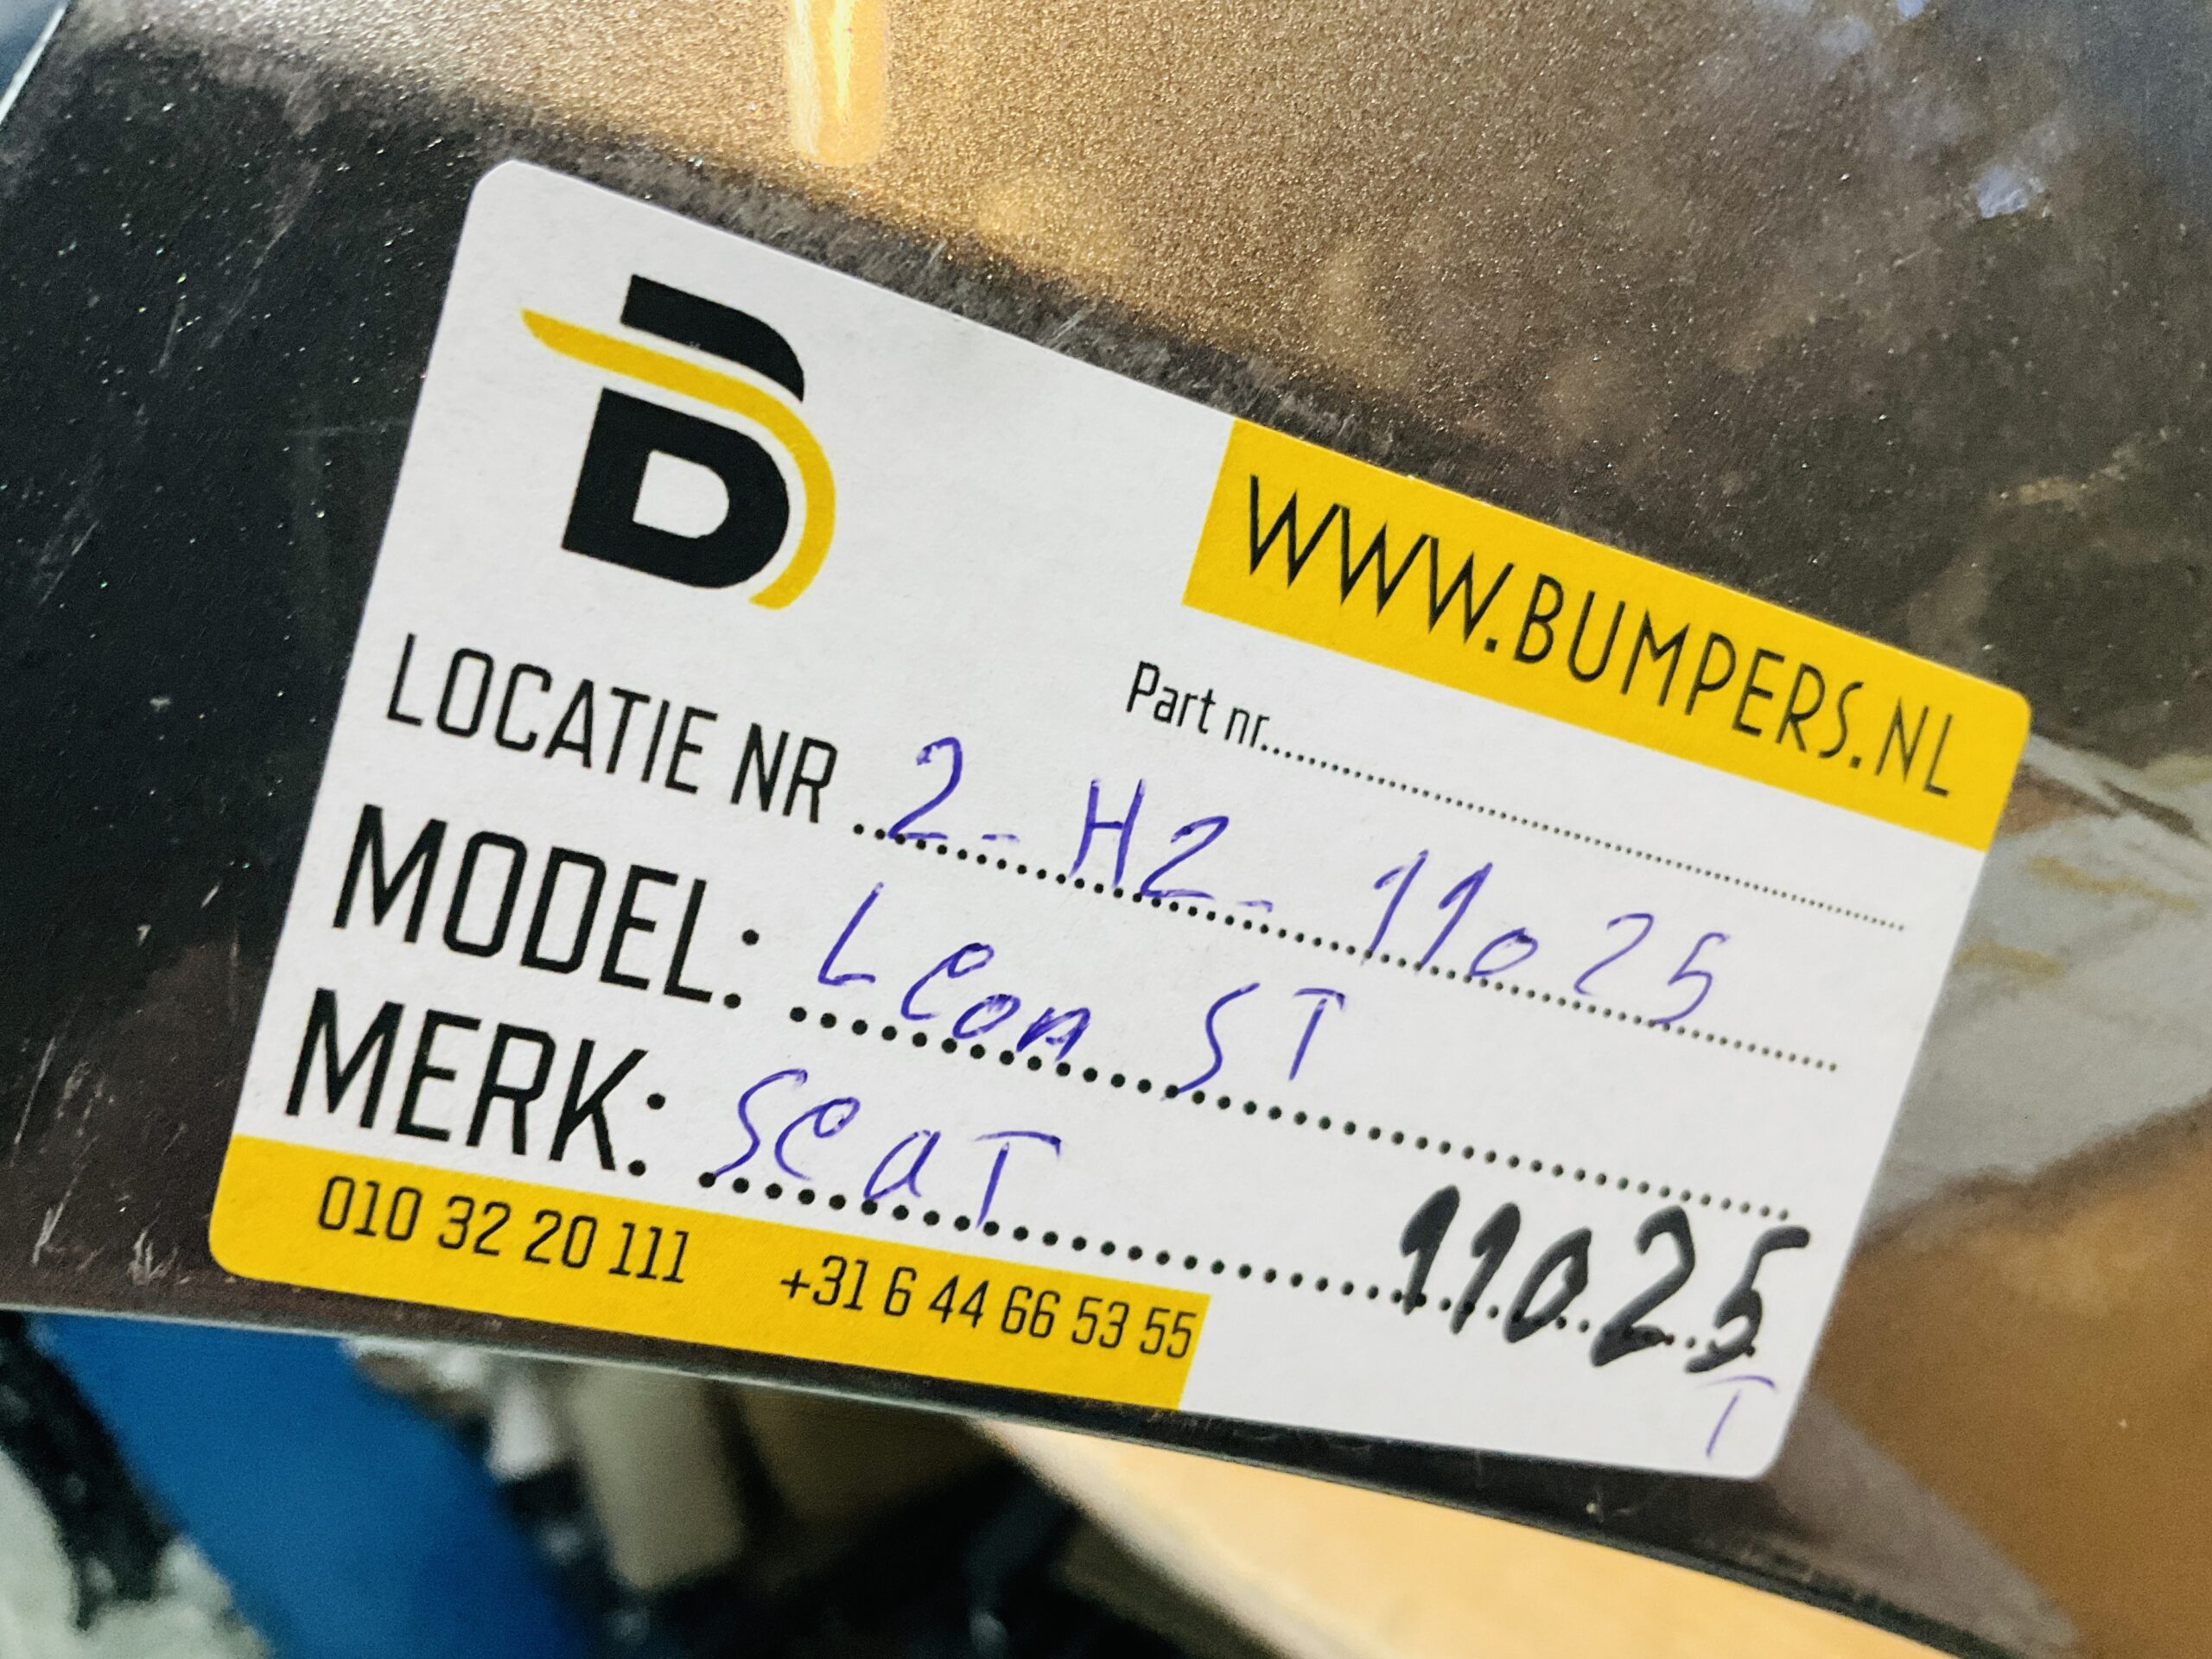 B
WWW.BUMPERS.NL
Part nr.....
LOCATIE NR 2-H2-11025
MODEL: Leon ST
MERK: SeaT
11025
T
010 32 20 111 +31 6 44 66 53 55